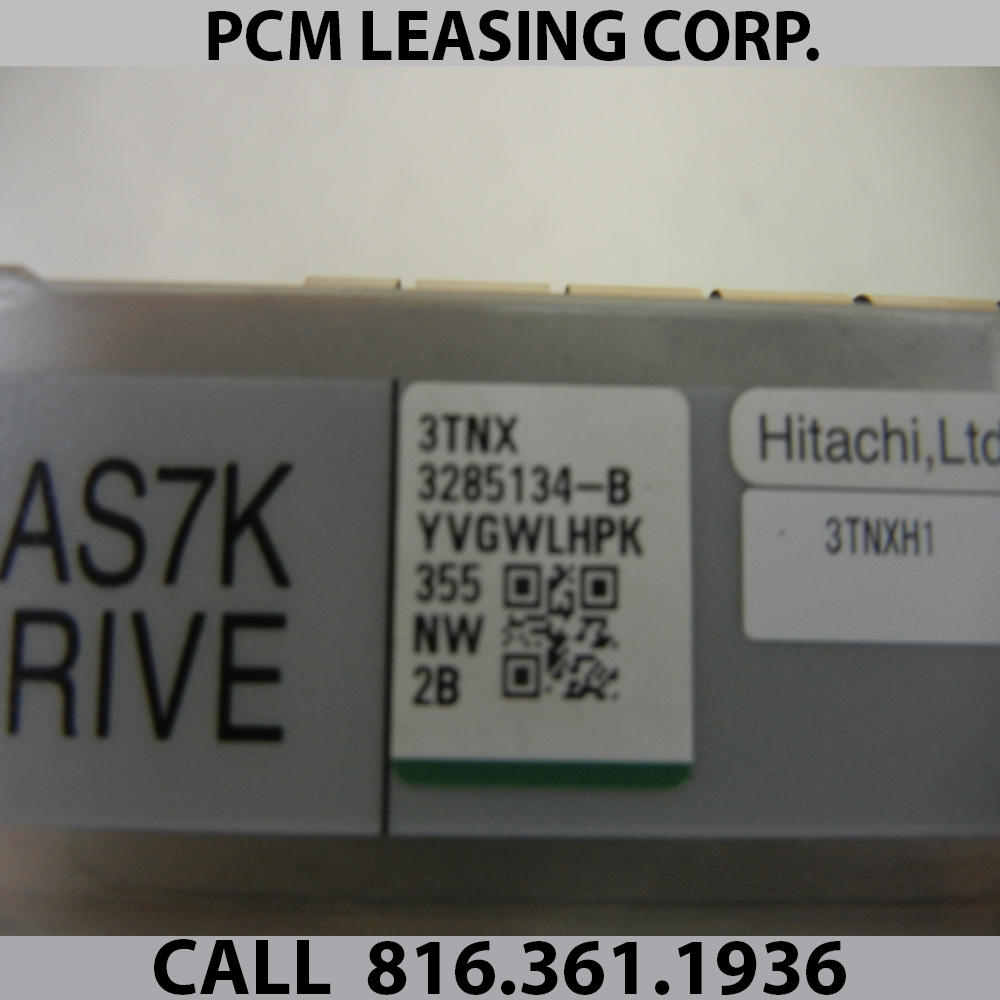 PCM LEASING CORP.
AS7K
RIVE
3TNX
3285134-B
YVGWLHPK
355
NW
2B
Hitachi,Ltd
3TNXH1
CALL 816.361.1936